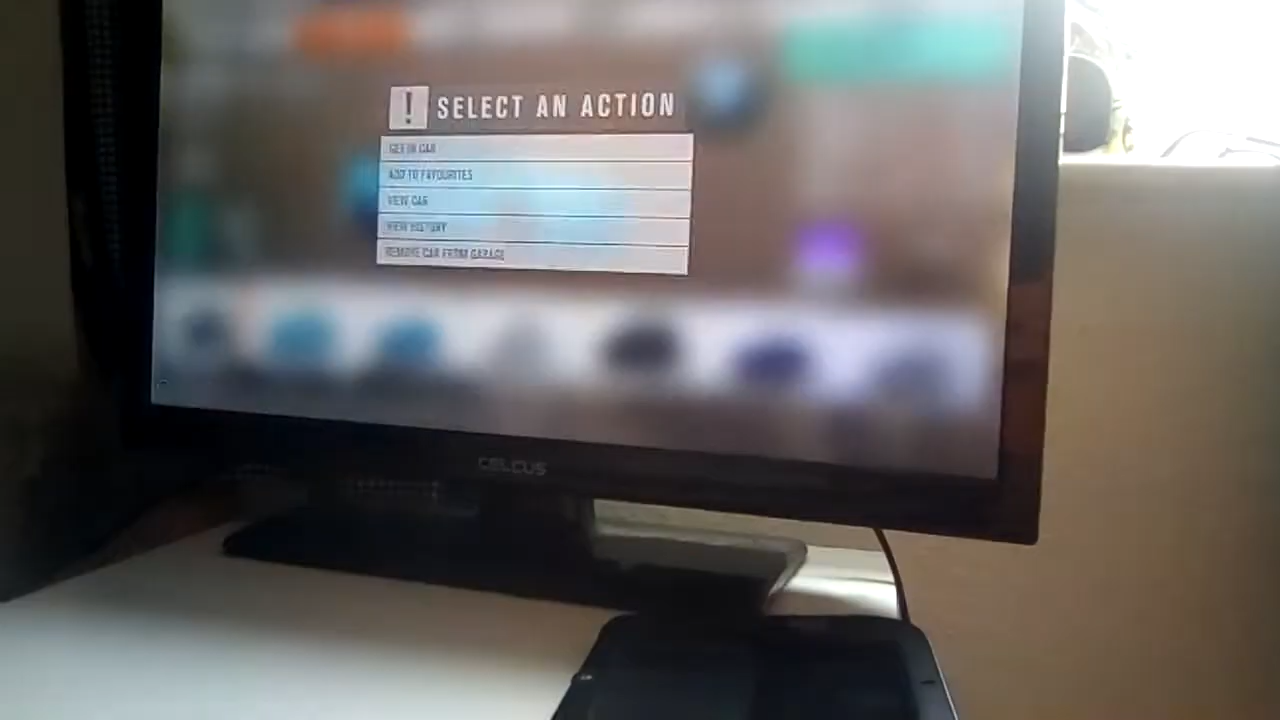 !
SELECT AN ACTION
GET IN CAR
ADD TO FAVOURITES
VIEW CAR
VIEW HISTORY
REMOVE CAR FROM GARAGE
CELCUS